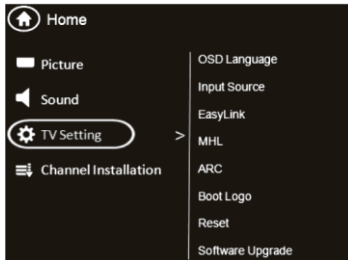 Home
Picture
Sound
TV Setting
>
Channel Installation
OSD Language
Input Source
EasyLink
MHL
ARC
Boot Logo
Reset
Software Upgrade